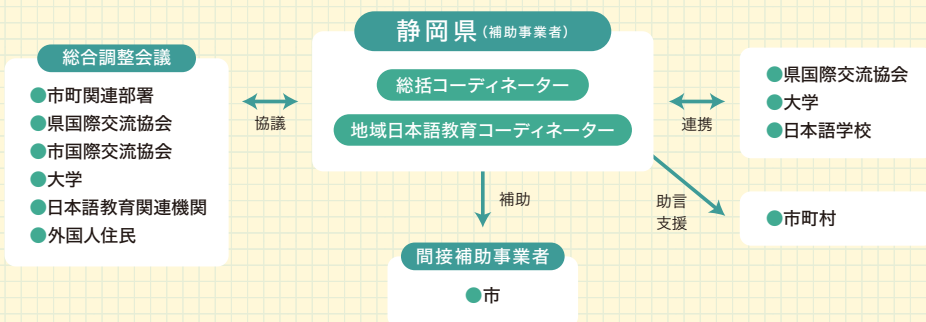 静岡県（補助事業者）
総括コーディネーター
地域日本語教育コーディネーター
総合調整会議
●市町関連部署
●県国際交流協会
●市国際交流協会
●大学
●日本語教育関連機関
●外国人住民
協議
連携
●県国際交流協会
●大学
●日本語学校
補助
助言
支援
●市町村
間接補助事業者
●市